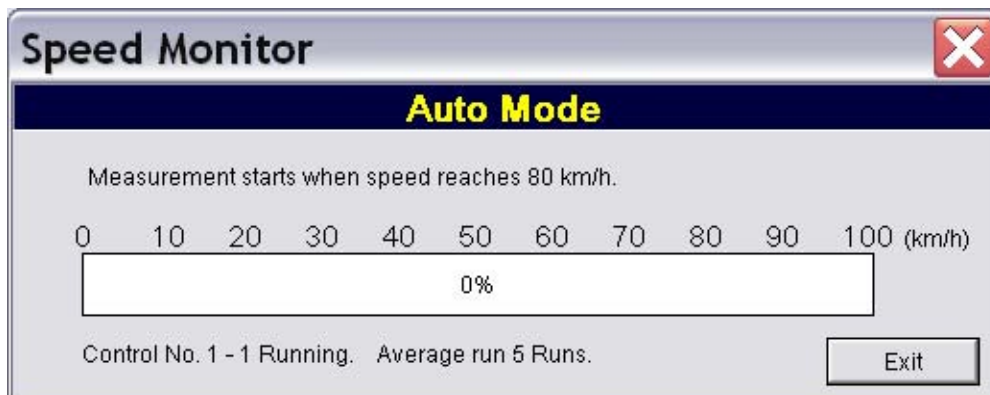 Speed Monitor
Auto Mode
Measurement starts when speed reaches 80 km/h.
0 10 20 30 40 50 60 70 80 90 100 (km/h)
0%
Control No. 1 - 1 Running. Average run 5 Runs.
Exit